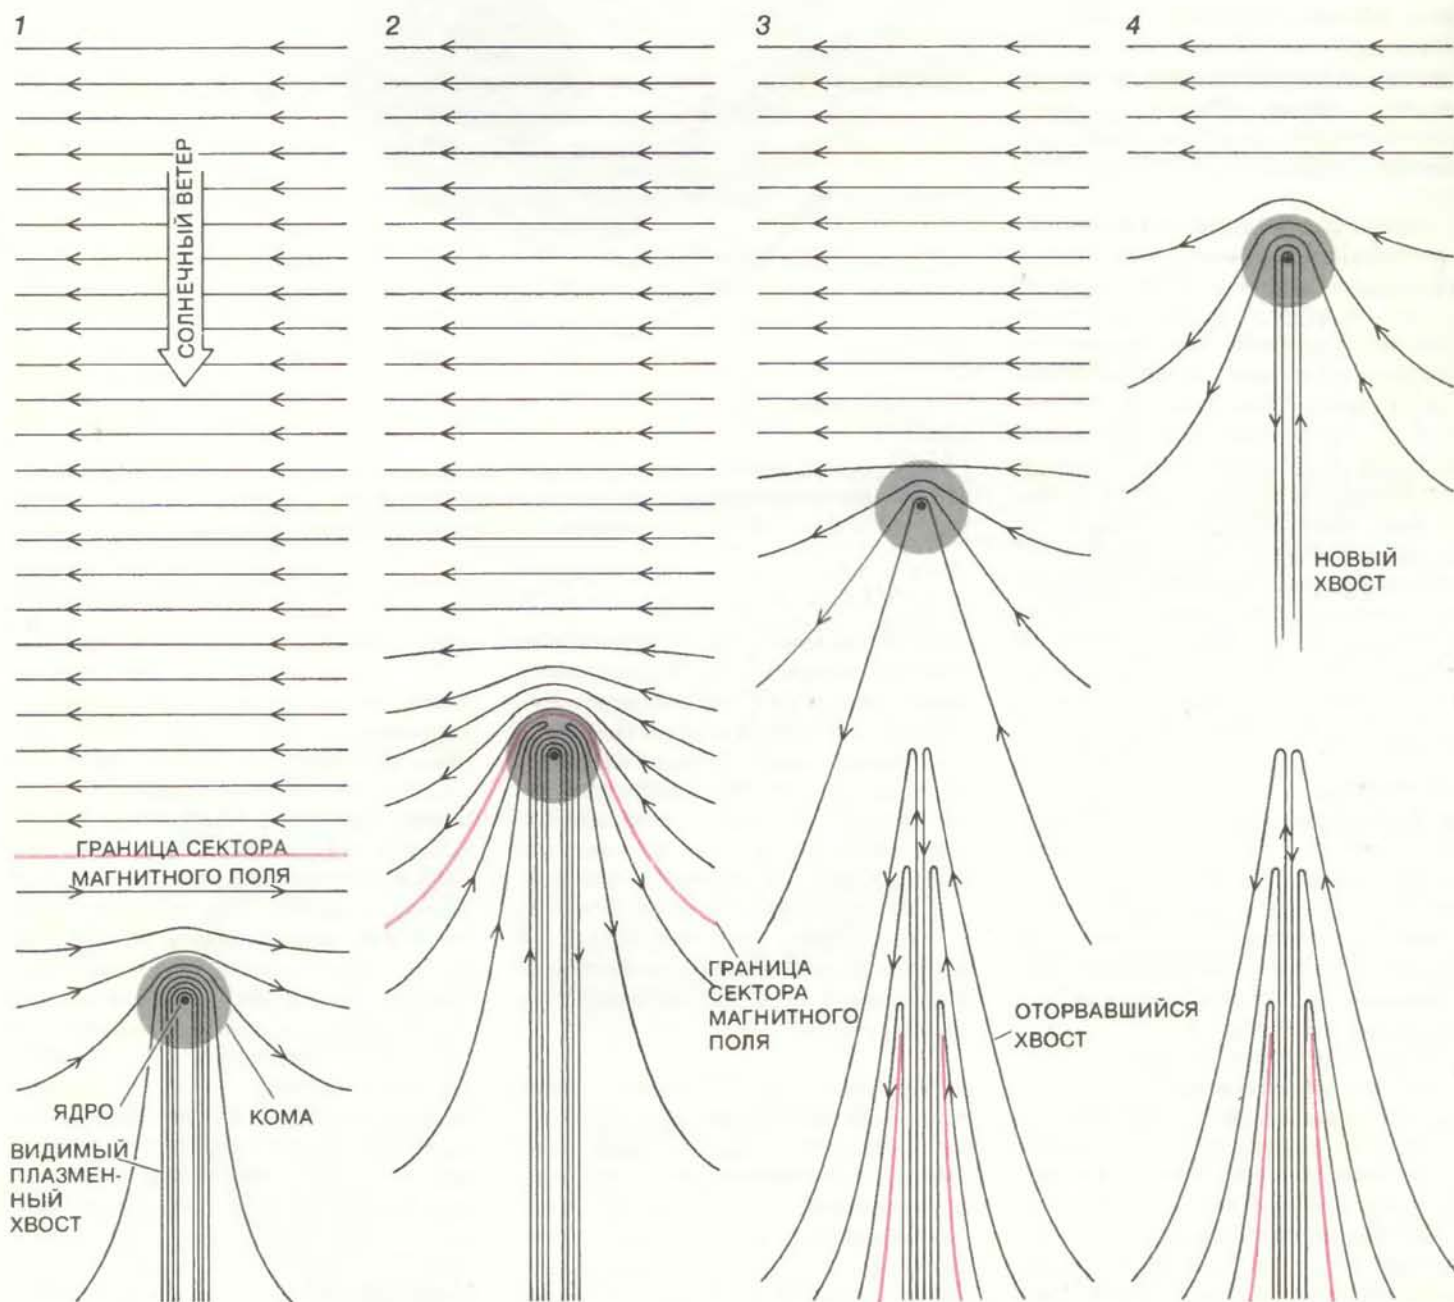 1
2
3
4
СОЛНЕЧНЫЙ ВЕТЕР
ГРАНИЦА СЕКТОРА
МАГНИТНОГО ПОЛЯ
ЯДРО
КОМА
ВИДИМЫЙ
ПЛАЗМЕН-
НЫЙ
ХВОСТ
ГРАНИЦА
СЕКТОРА
МАГНИТНОГО
ПОЛЯ
ОТОРВАВШИЙСЯ
ХВОСТ
НОВЫЙ
ХВОСТ